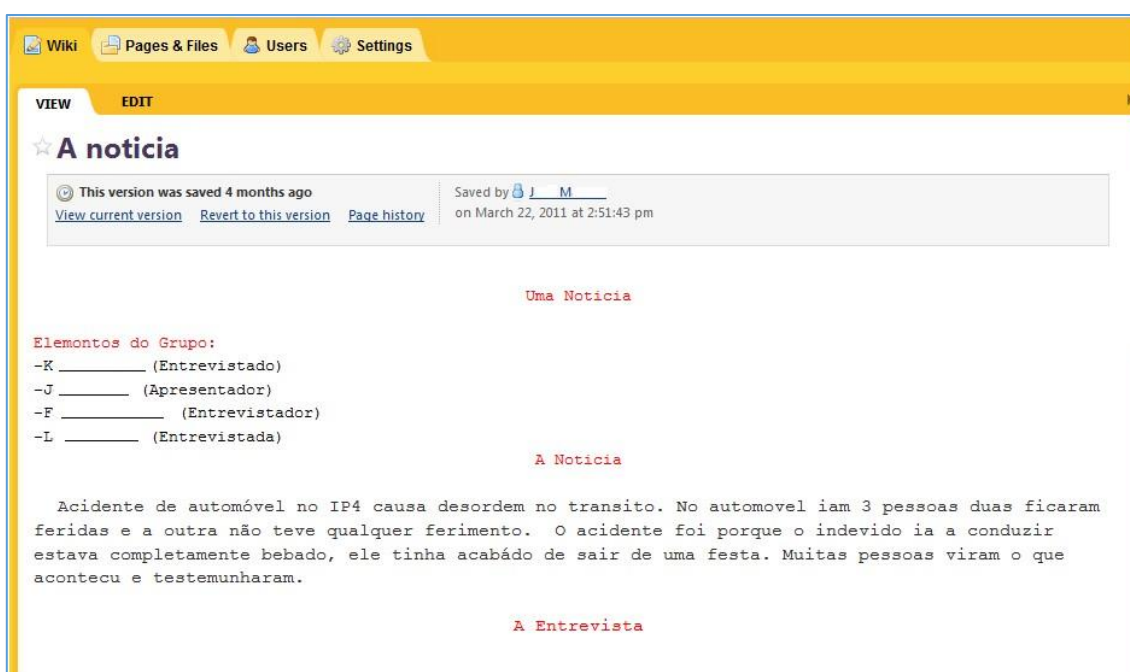 Wiki Pages & Files Users Settings
VIEW EDIT
A noticia
This version was saved 4 months ago
View current version Revert to this version Page history
Saved by J M
on March 22, 2011 at 2:51:43 pm
Uma Noticia
Elemontos do Grupo:
-K (Entrevistado)
-J (Apresentador)
-F (Entrevistador)
-L (Entrevistada)
A Noticia
Acidente de automóvel no IP4 causa desordem no transito. No automovel iam 3 pessoas duas ficaram
feridas e a outra não teve qualquer ferimento. O acidente foi porque o indevido ia a conduzir
estava completamente bebado, ele tinha acabádo de sair de uma festa. Muitas pessoas viram o que
acontecu e testemunharam.
A Entrevista